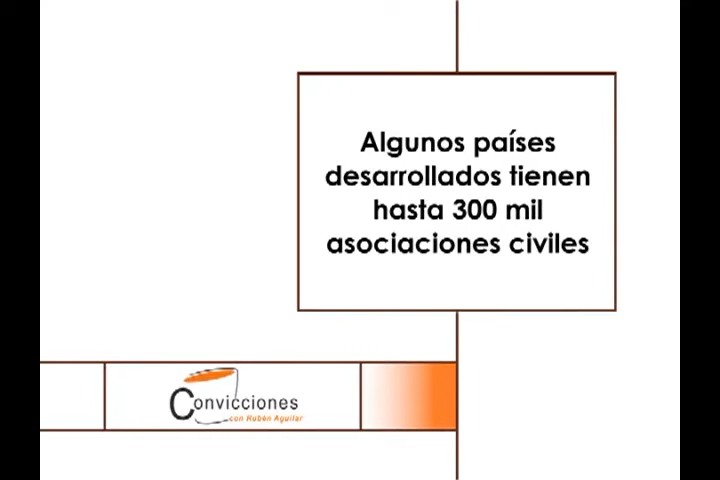 Algunos países
desarrollados tienen
hasta 300 mil
asociaciones civiles
Convicciones
con Rubén Aguilar